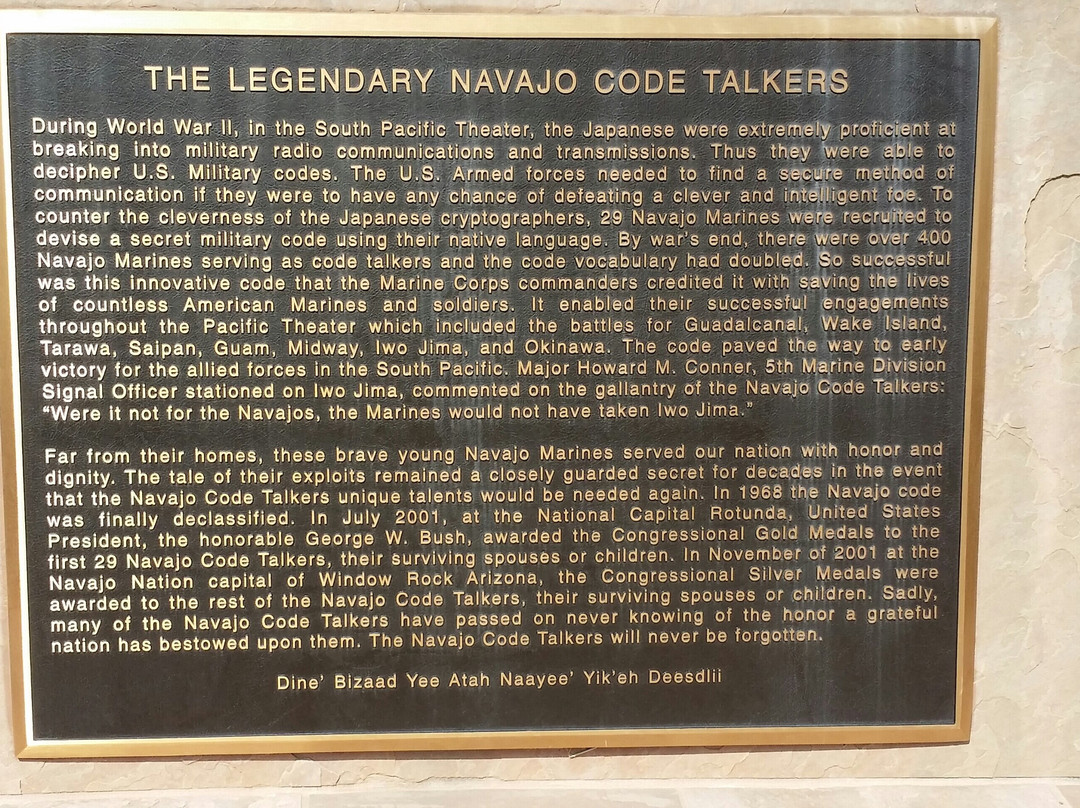 THE LEGENDARY NAVAJO CODE TALKERS
During World War II, in the South Pacific Theater, the Japanese were extremely proficient at
breaking into military radio communications and transmissions. Thus they were able to
decipher U.S. Military codes. The U.S. Armed forces needed to find a secure method of
communication if they were to have any chance of defeating a clever and intelligent foe. To
counter the cleverness of the Japanese cryptographers, 29 Navajo Marines were recruited to
devise a secret military code using their native language. By war's end, there were over 400
Navajo Marines serving as code talkers and the code vocabulary had doubled. So successful
was this innovative code that the Marine Corps commanders credited it with saving the lives
of countless American Marines and soldiers. It enabled their successful engagements
throughout the Pacific Theater which included the battles for Guadalcanal, Wake Island,
Tarawa, Saipan, Guam, Midway, Iwo Jima, and Okinawa. The code paved the way to early
victory for the allied forces in the South Pacific. Major Howard M. Conner, 5th Marine Division
Signal Officer stationed on Iwo Jima, commented on the gallantry of the Navajo Code Talkers:
"Were it not for the Navajos, the Marines would not have taken Iwo Jima."
Far from their homes, these brave young Navajo Marines served our nation with honor and
dignity. The tale of their exploits remained a closely guarded secret for decades in the event
that the Navajo Code Talkers unique talents would be needed again. In 1968 the Navajo code
was finally declassified. In July 2001, at the National Capital Rotunda, United States
President, the honorable George W. Bush, awarded the Congressional Gold Medals to the
first 29 Navajo Code Talkers, their surviving spouses or children. In November of 2001 at the
Navajo Nation capital of Window Rock Arizona, the Congressional Silver Medals were
awarded to the rest of the Navajo Code Talkers, their surviving spouses or children. Sadly,
many of the Navajo Code Talkers have passed on never knowing of the honor a grateful
nation has bestowed upon them. The Navajo Code Talkers will never be forgotten.
Dine' Bizaad Yee Atah Naayee' Yik'eh Deesdlii